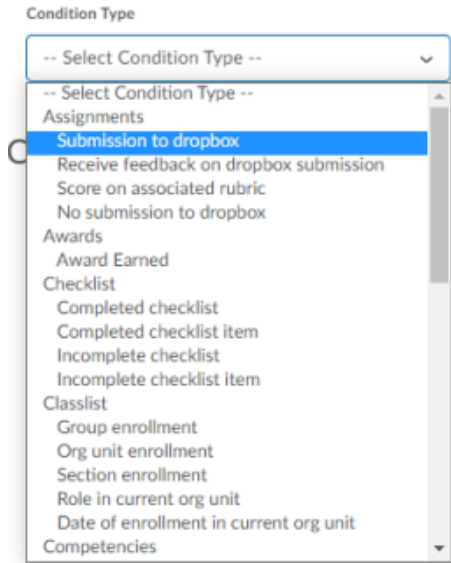 Condition Type
-- Select Condition Type --
-- Select Condition Type --
Assignments
Submission to dropbox
Receive feedback on dropbox submission
Score on associated rubric
No submission to dropbox
Awards
Award Earned
Checklist
Completed checklist
Completed checklist item
Incomplete checklist
Incomplete checklist item
Classlist
Group enrollment
Org unit enrollment
Section enrollment
Role in current org unit
Date of enrollment in current org unit
Competencies